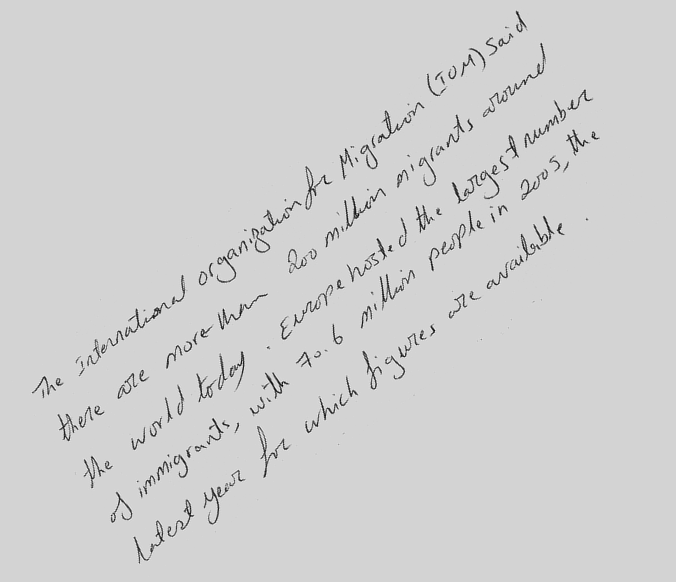 The International organization for Migration (IOM) said
there are more than 200 million migrants around
the world today. Europe hosted the largest number
of immigrants, with 70.6 million people in 2005, the
latest year for which figures are available.